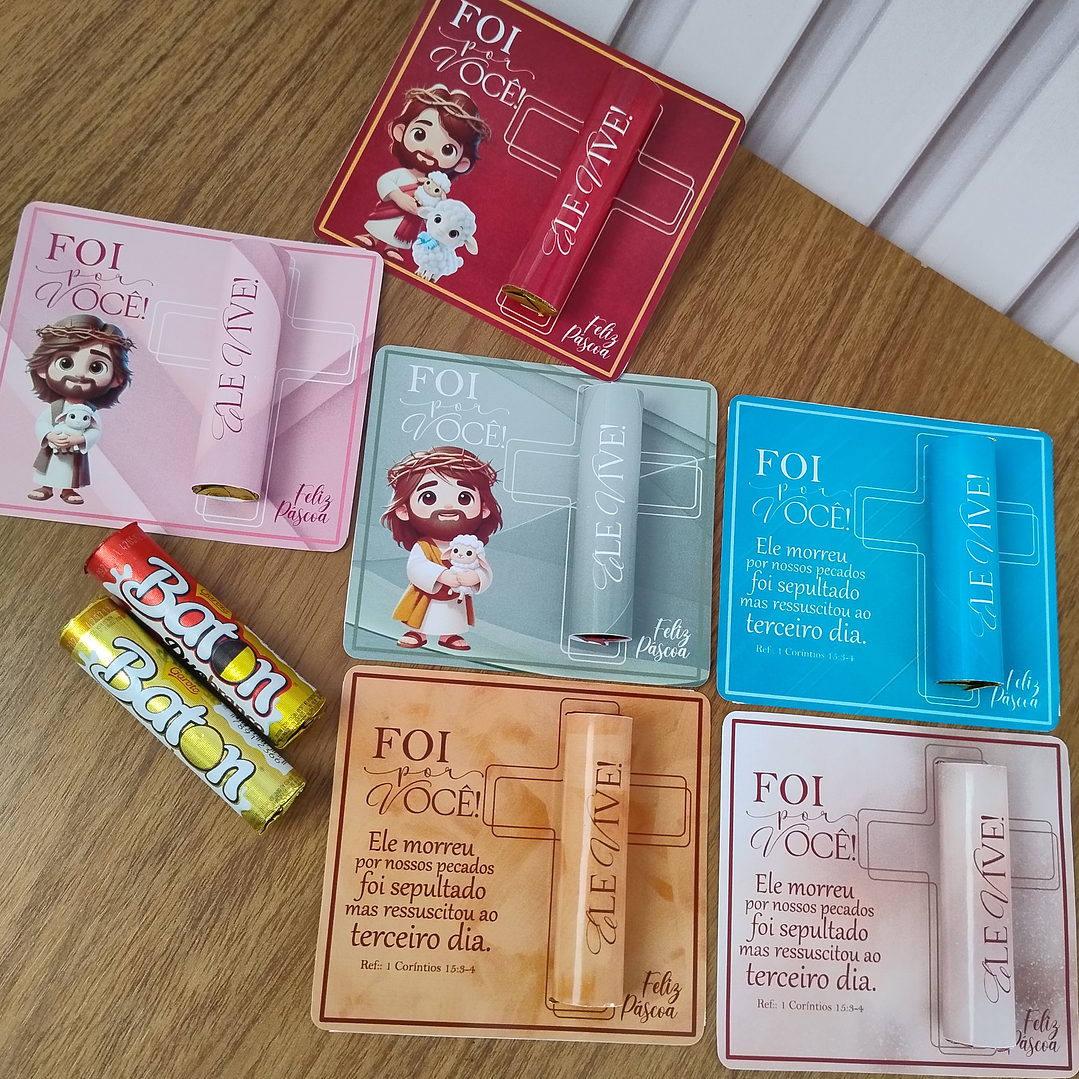 FOI
por
VOCÊ!
ELE VIVE!
Feliz
Páscoa
FOI
por
VOCÊ!
ELE VIVE!
Feliz
Páscoa
FOI
por
VOCÊ!
ELE VIVE!
Feliz
Páscoa
FOI
por
VOCÊ!
Ele morreu
por nossos pecados
foi sepultado
mas ressuscitou ao
terceiro dia.
Ref:: 1 Coríntios 15:3-4
ELE VIVE!
Feliz
Páscoa
Garoto
Baton
Garoto
Baton
FOI
por
VOCÊ!
Ele morreu
por nossos pecados
foi sepultado
mas ressuscitou ao
terceiro dia.
Ref:: 1 Coríntios 15:3-4
ELE VIVE!
Feliz
Páscoa
FOI
por
VOCÊ!
Ele morreu
por nossos pecados
foi sepultado
mas ressuscitou ao
terceiro dia.
Ref:: 1 Coríntios 15:3-4
ELE VIVE!
Feliz
Páscoa